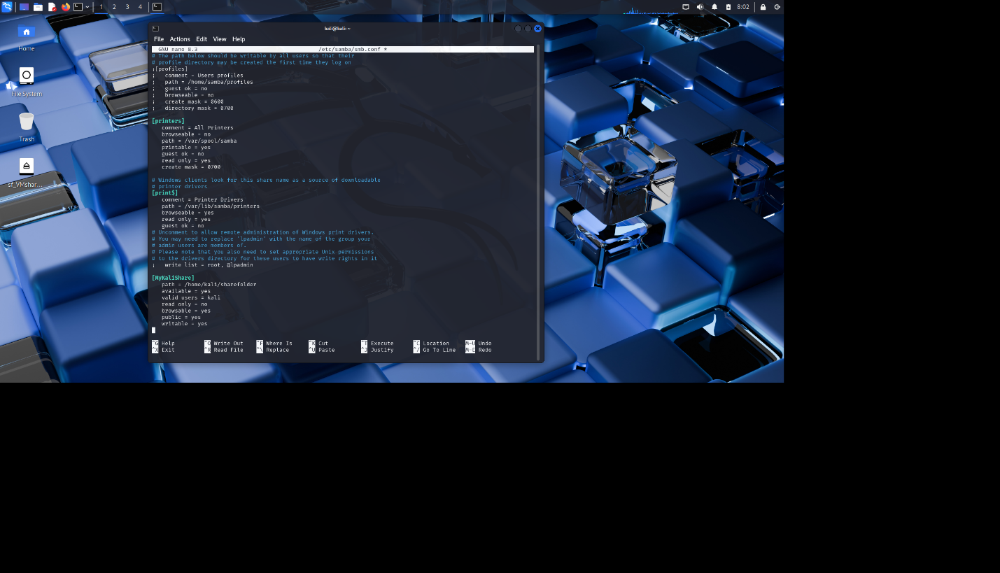 1 2 3 4
8:02
Home
File System
Trash
sf_VMshar...
kali@kali: ~
File Actions Edit View Help
GNU nano 8.3 /etc/samba/smb.conf *
# The path below should be writable by all users so that their
# profile directory may be created the first time they log on
;[profiles]
;   comment = Users profiles
;   path = /home/samba/profiles
;   guest ok = no
;   browseable = no
;   create mask = 0600
;   directory mask = 0700
[printers]
   comment = All Printers
   browseable = no
   path = /var/spool/samba
   printable = yes
   guest ok = no
   read only = yes
   create mask = 0700
# Windows clients look for this share name as a source of downloadable
# printer drivers
[print$]
   comment = Printer Drivers
   path = /var/lib/samba/printers
   browseable = yes
   read only = yes
   guest ok = no
# Uncomment to allow remote administration of Windows print drivers.
# You may need to replace 'lpadmin' with the name of the group your
# admin users are members of.
# Please note that you also need to set appropriate Unix permissions
# to the drivers directory for these users to have write rights in it
;   write list = root, @lpadmin
[MyKaliShare]
   path = /home/kali/sharefolder
   available = yes
   valid users = kali
   read only = no
   browsable = yes
   public = yes
   writable = yes
^G Help ^O Write Out ^F Where Is ^K Cut ^T Execute ^C Location M-U Undo
^X Exit ^R Read File ^\ Replace ^U Paste ^J Justify ^/ Go To Line M-E Redo